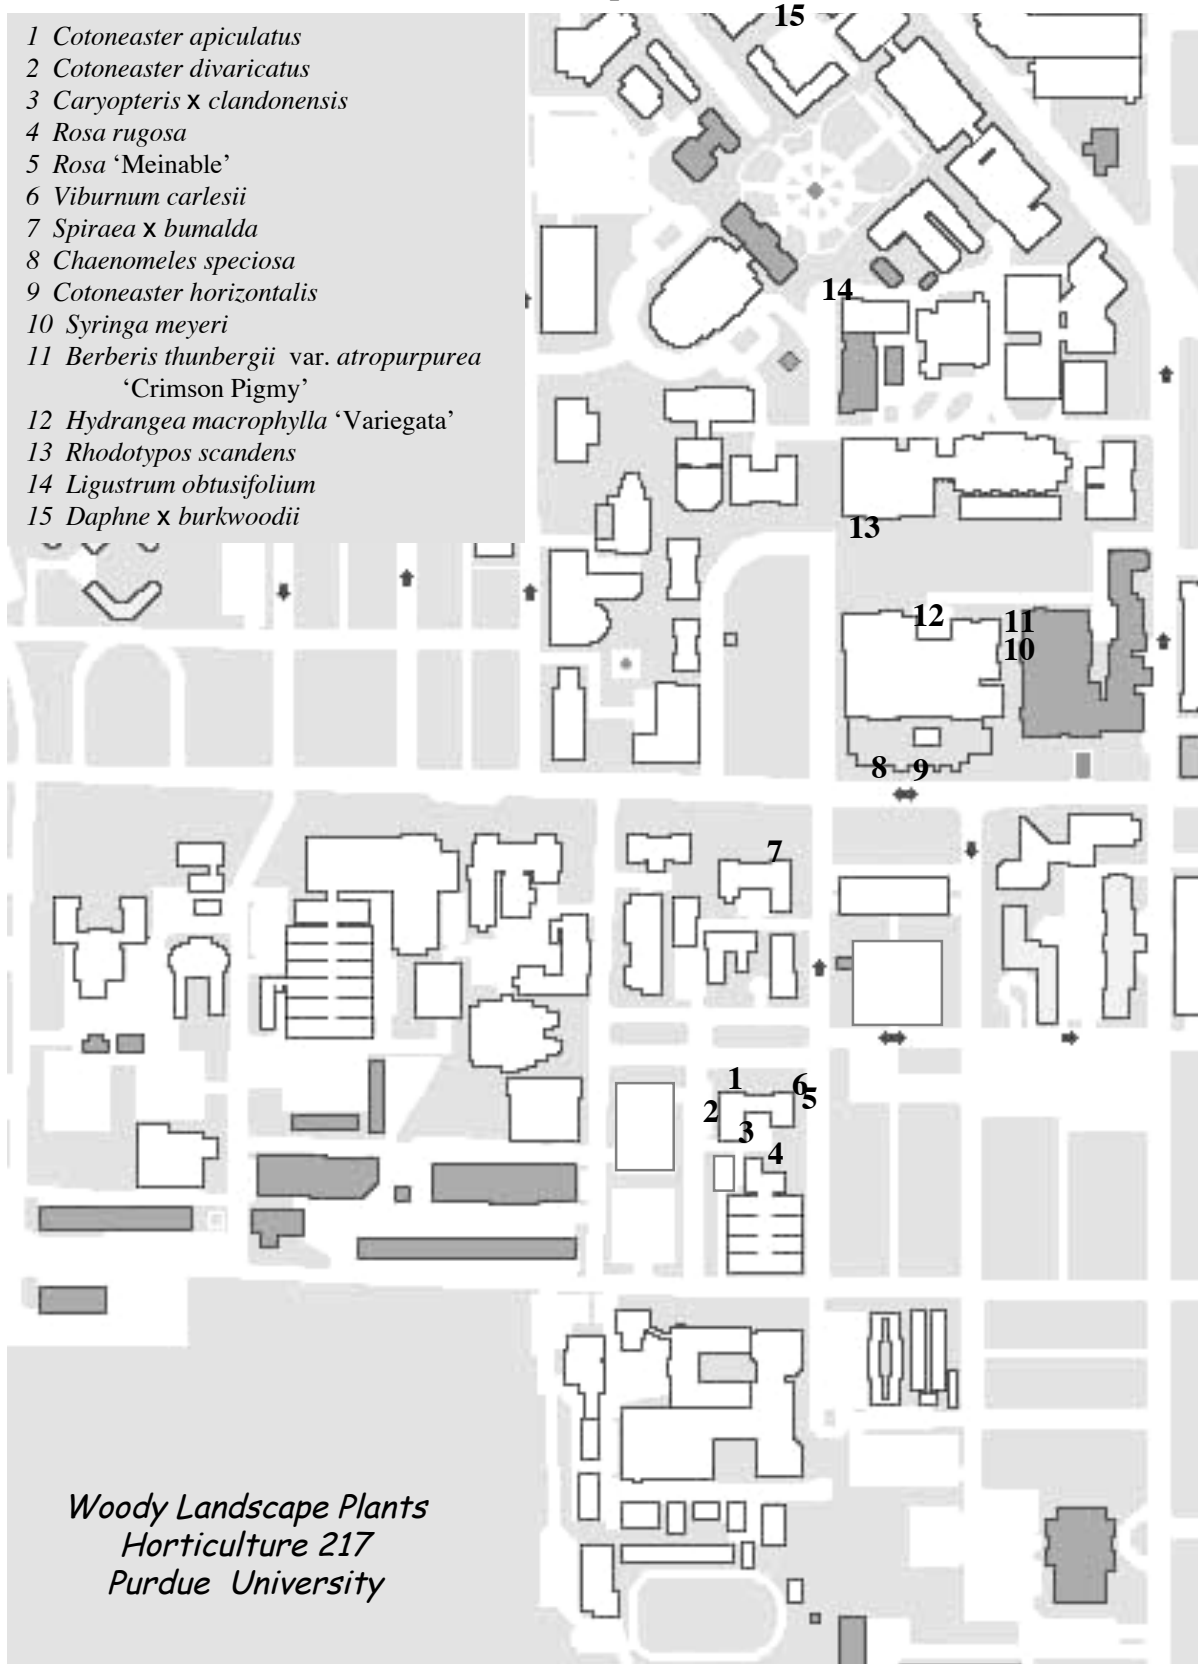 1 Cotoneaster apiculatus
2 Cotoneaster divaricatus
3 Caryopteris x clandonensis
4 Rosa rugosa
5 Rosa ‘Meinable’
6 Viburnum carlesii
7 Spiraea x bumalda
8 Chaenomeles speciosa
9 Cotoneaster horizontalis
10 Syringa meyeri
11 Berberis thunbergii var. atropurpurea
‘Crimson Pigmy’
12 Hydrangea macrophylla ‘Variegata’
13 Rhodotypos scandens
14 Ligustrum obtusifolium
15 Daphne x burkwoodii
15
14
13
12
11
10
8
9
7
1
6
2
5
3
4
Woody Landscape Plants
Horticulture 217
Purdue University